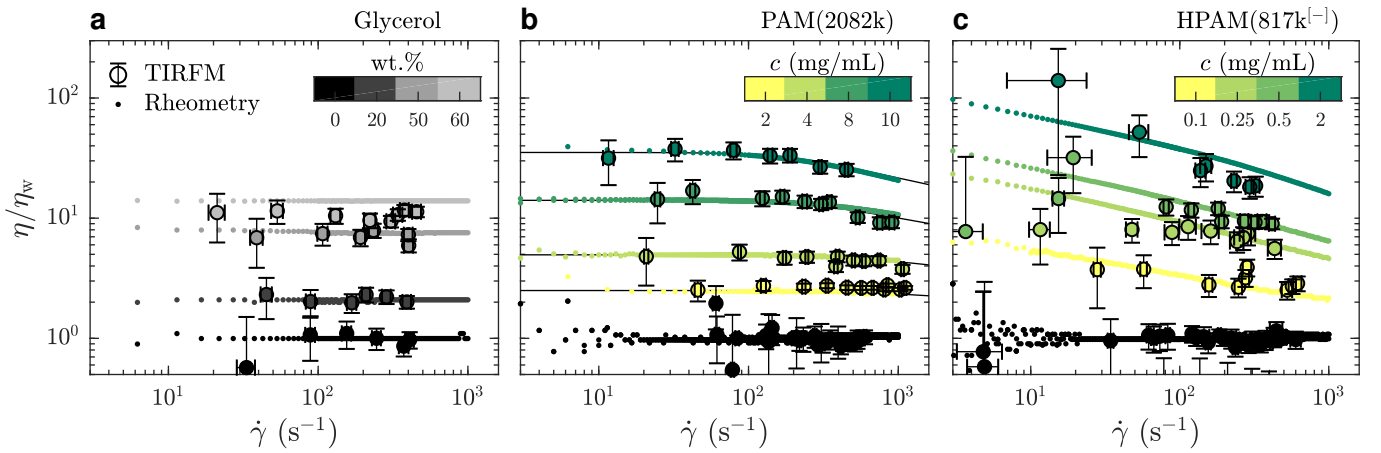 a Glycerol
wt.%
TIRFM
Rheometry
0 20 50 60
η/ηw
10²
10¹
10⁰
10¹ 10² 10³
γ̇ (s⁻¹)
b PAM(2082k)
c (mg/mL)
2 4 8 10
10¹ 10² 10³
γ̇ (s⁻¹)
c HPAM(817k[−])
c (mg/mL)
0.1 0.25 0.5 2
10¹ 10² 10³
γ̇ (s⁻¹)